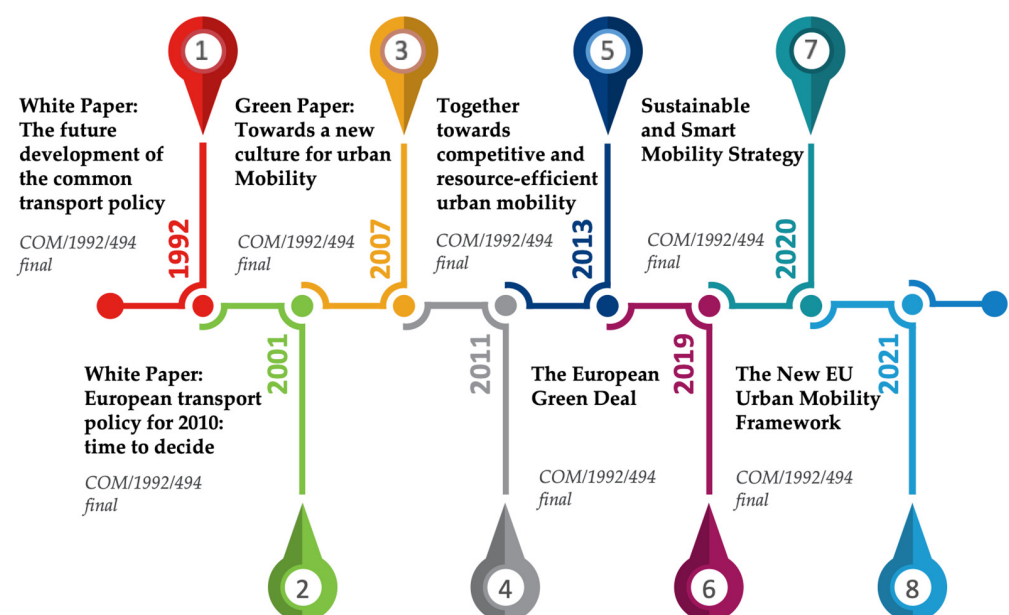 1
3
5
7
White Paper:
The future
development of
the common
transport policy
COM/1992/494
final
1992
Green Paper:
Towards a new
culture for urban
Mobility
COM/1992/494
final
2007
Together
towards
competitive and
resource-efficient
urban mobility
COM/1992/494
final
2013
Sustainable
and Smart
Mobility Strategy
COM/1992/494
final
2020
White Paper:
European transport
policy for 2010:
time to decide
COM/1992/494
final
2001
2011
The European
Green Deal
COM/1992/494
final
2019
The New EU
Urban Mobility
Framework
COM/1992/494
final
2021
2
4
6
8